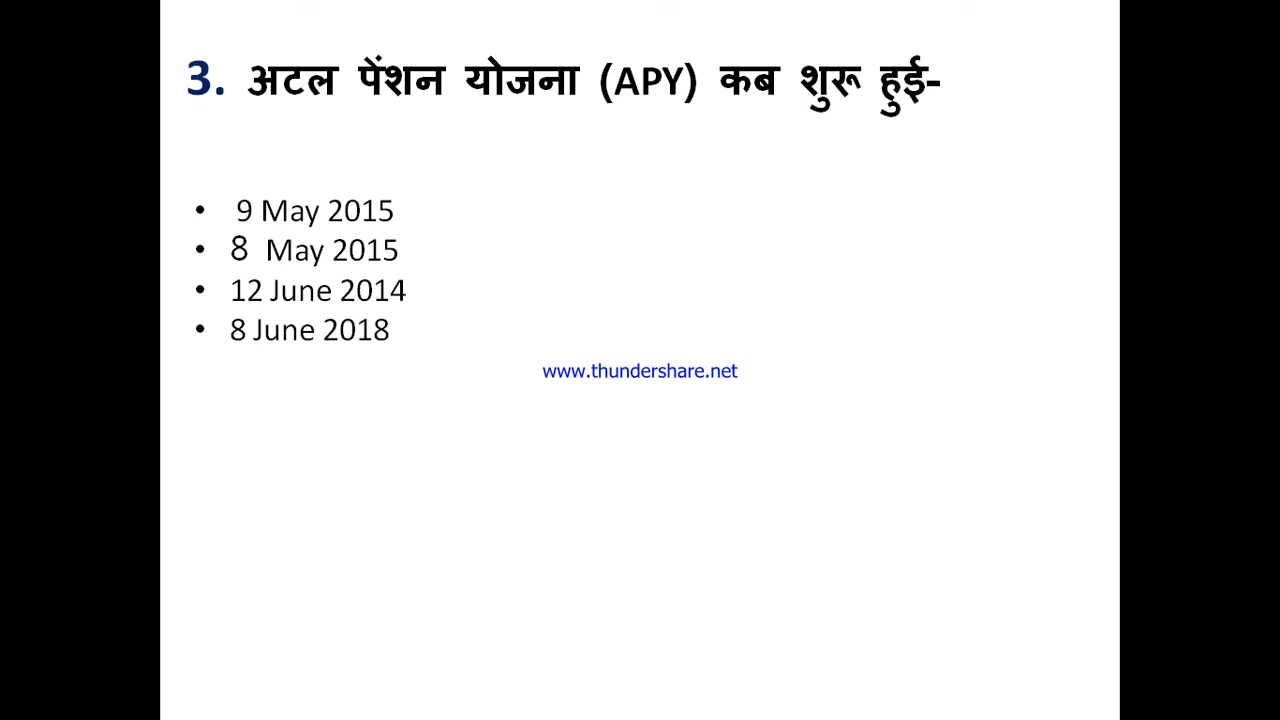 3. अटल पेंशन योजना (APY) कब शुरू हुई-
• 9 May 2015
• 8 May 2015
• 12 June 2014
• 8 June 2018
www.thundershare.net